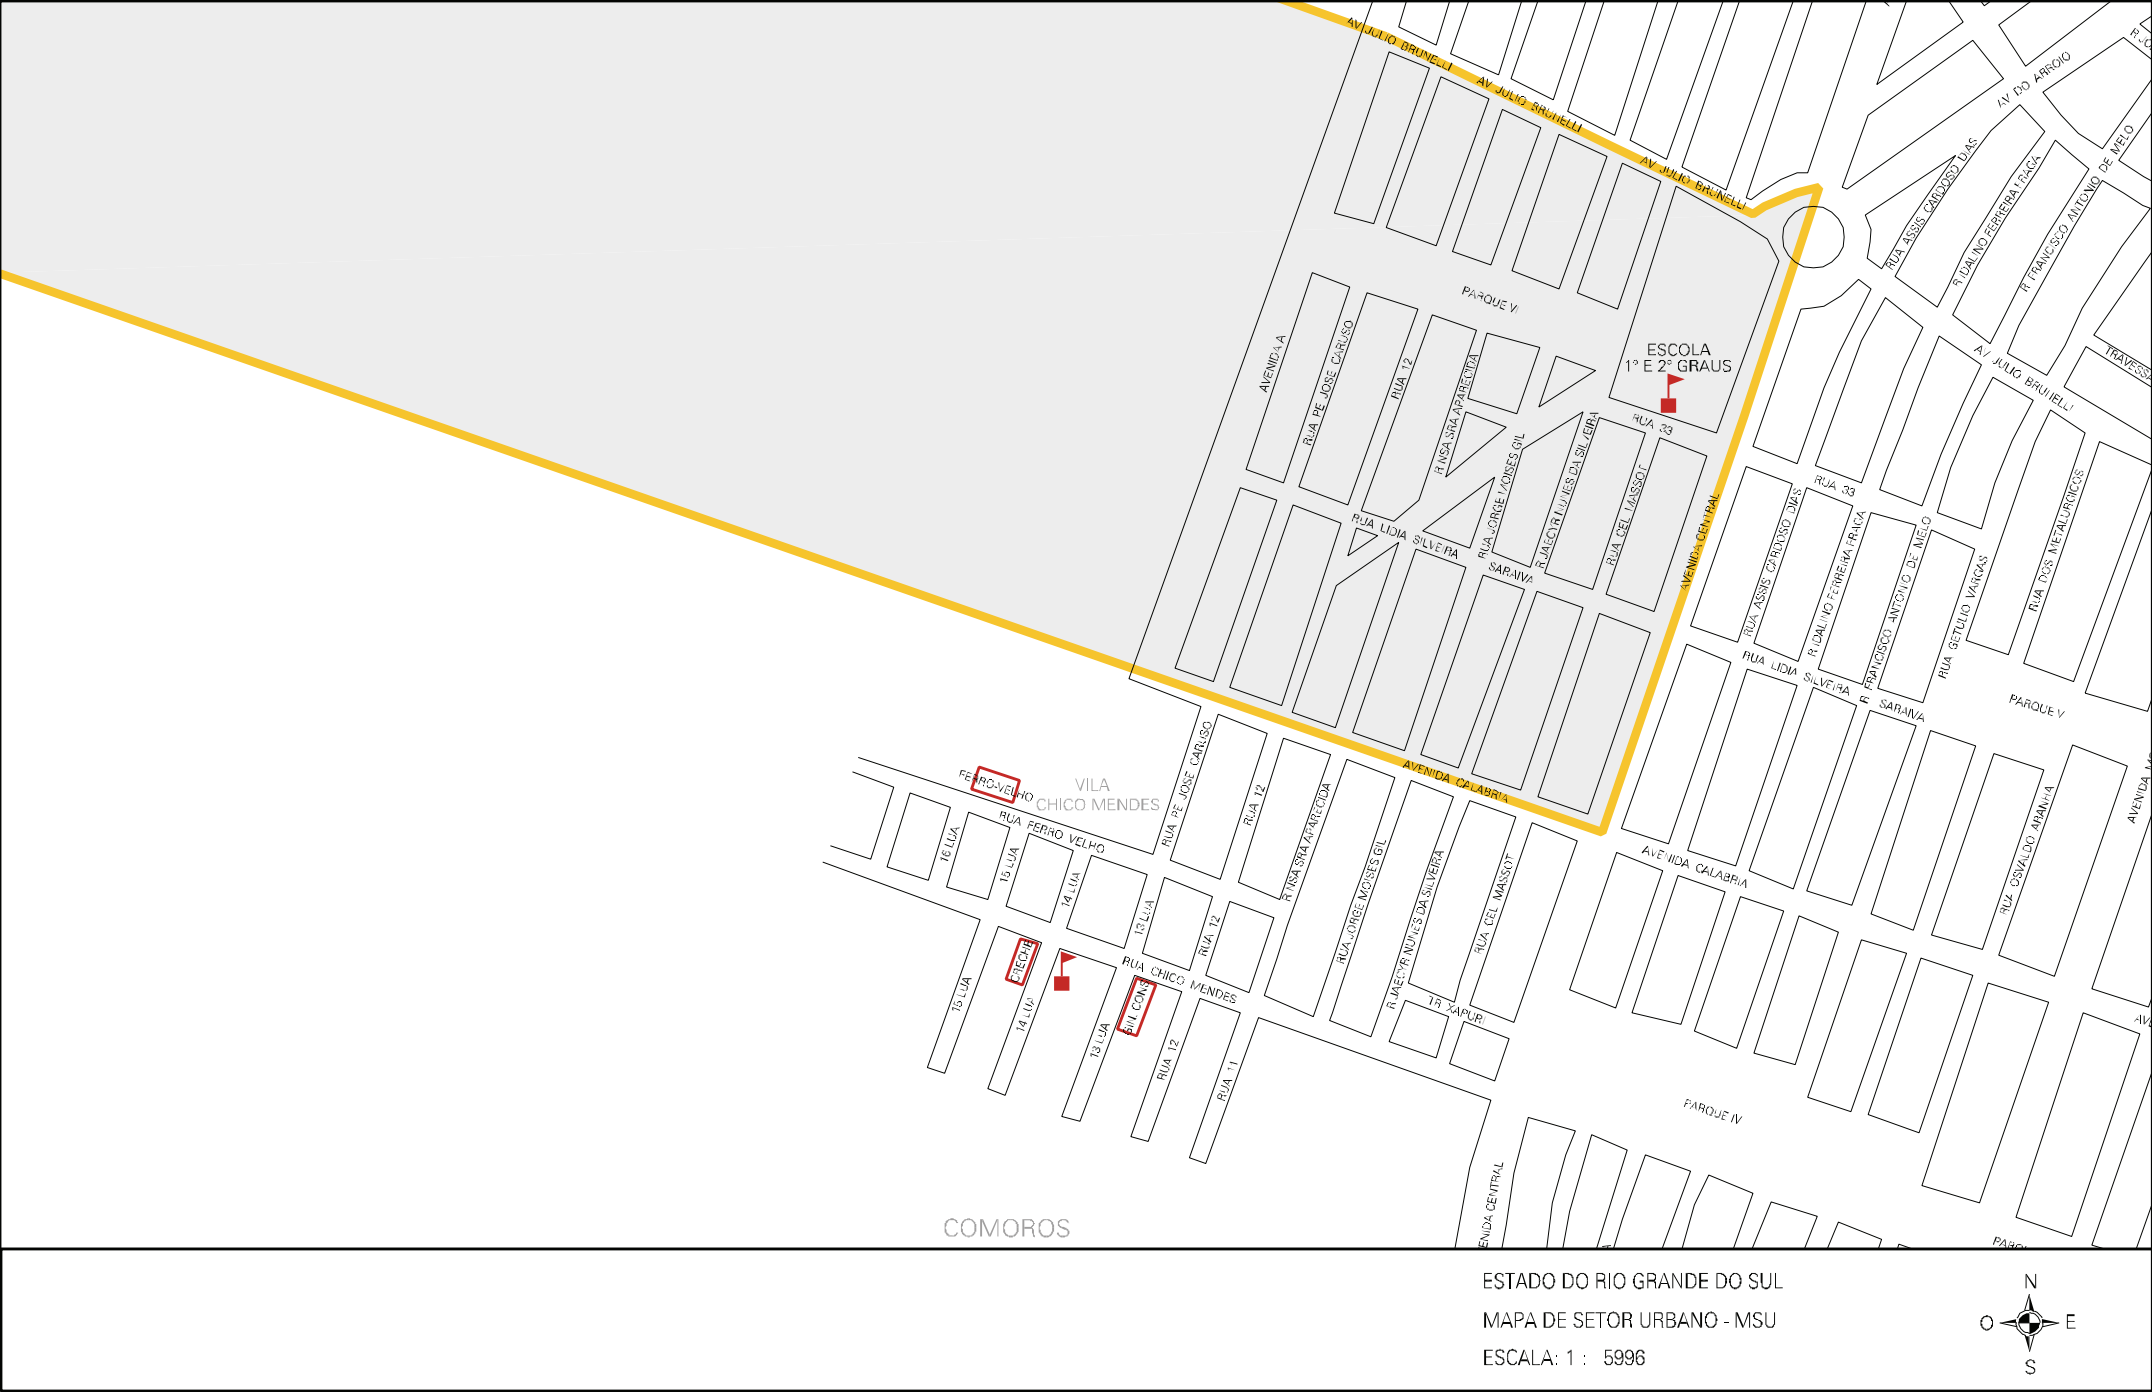 AV JULIO BRUNELLI
AV JULIO BRUNELLI
AV JULIO BRUNELLI
AV DO ARROIO
RUA ASSIS CARDOSO DIAS
R IDALINO FERREIRA FRAGA
R FRANCISCO ANTONIO DE MELO
AV JULIO BRUNELLI
TRAVESSA
PARQUE VI
ESCOLA
1° E 2° GRAUS
RUA 33
AVENIDA A
RUA PE JOSE CARUSO
RUA 12
R NSA SRA APARECIDA
RUA JORGE MOISES GIL
R JAECYR NUNES DA SILVEIRA
RUA CEL MASSOT
AVENIDA CENTRAL
RUA LIDIA SILVEIRA
SARAIVA
RUA 33
RUA ASSIS CARDOSO DIAS
R IDALINO FERREIRA FRAGA
R FRANCISCO ANTONIO DE MELO
RUA GETULIO VARGAS
RUA DOS METALURGICOS
RUA LIDIA SILVEIRA
SARAIVA
PARQUE V
AVENIDA CALABRIA
AVENIDA CALABRIA
RUA OSVALDO ARANHA
AVENIDA
FERRO-VELHO
VILA
CHICO MENDES
RUA FERRO VELHO
RUA PE JOSE CARUSO
RUA 12
R NSA SRA APARECIDA
RUA JORGE MOISES GIL
R JAECYR NUNES DA SILVEIRA
RUA CEL MASSOT
16 LUA
15 LUA
14 LUA
13 LUA
RUA 12
CRECHE
RUA CHICO MENDES
TR XAPURI
15 LUA
14 LUA
13 LUA
RUA 12
RUA 11
PARQUE IV
ENIDA CENTRAL
COMOROS
ESTADO DO RIO GRANDE DO SUL
MAPA DE SETOR URBANO - MSU
ESCALA: 1 : 5996
N
O
E
S